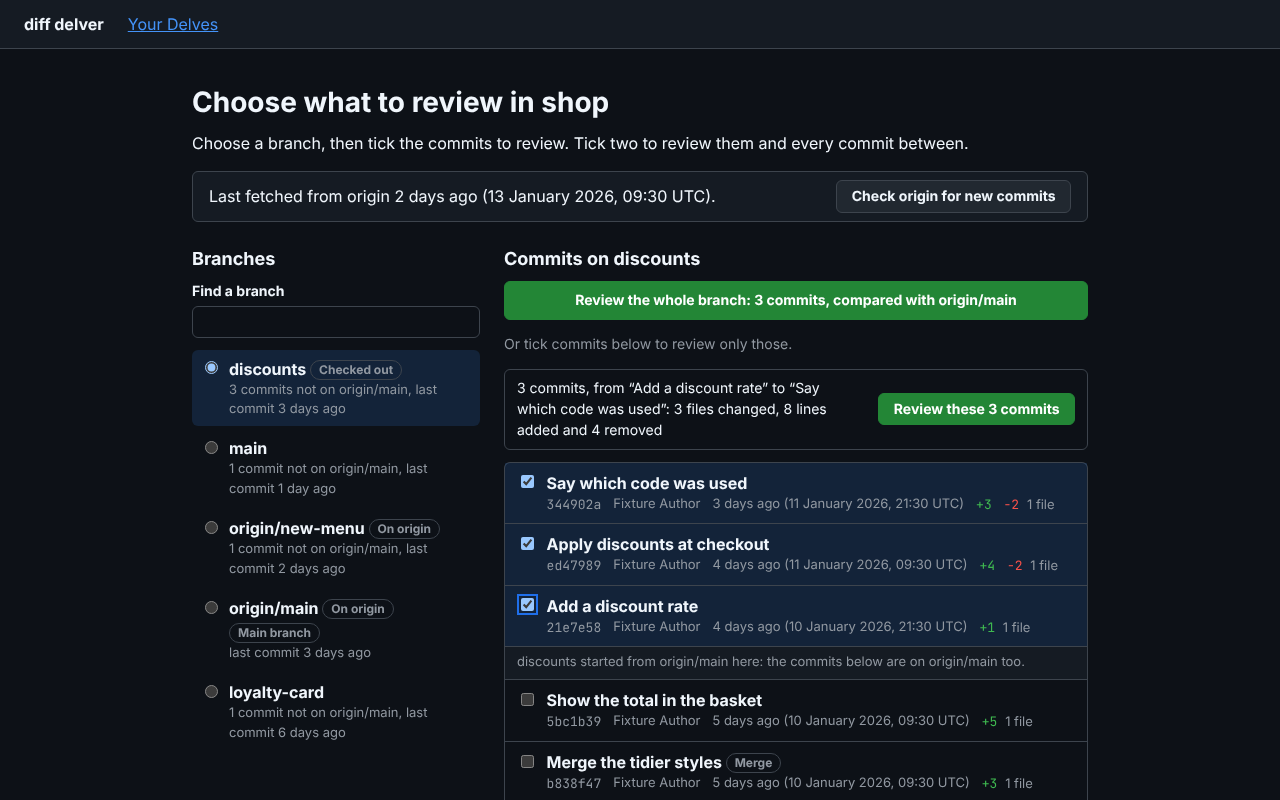 diff delver
Your Delves
Choose what to review in shop
Choose a branch, then tick the commits to review. Tick two to review them and every commit between.
Last fetched from origin 2 days ago (13 January 2026, 09:30 UTC).
Check origin for new commits
Branches
Find a branch
discounts Checked out
3 commits not on origin/main, last
commit 3 days ago
main
1 commit not on origin/main, last
commit 1 day ago
origin/new-menu On origin
1 commit not on origin/main, last
commit 2 days ago
origin/main On origin
Main branch
last commit 3 days ago
loyalty-card
1 commit not on origin/main, last
commit 6 days ago
Commits on discounts
Review the whole branch: 3 commits, compared with origin/main
Or tick commits below to review only those.
3 commits, from “Add a discount rate” to “Say
which code was used”: 3 files changed, 8 lines
added and 4 removed
Review these 3 commits
Say which code was used
344902a Fixture Author 3 days ago (11 January 2026, 21:30 UTC) +3 -2 1 file
Apply discounts at checkout
ed47989 Fixture Author 4 days ago (11 January 2026, 09:30 UTC) +4 -2 1 file
Add a discount rate
21e7e58 Fixture Author 4 days ago (10 January 2026, 21:30 UTC) +1 1 file
discounts started from origin/main here: the commits below are on origin/main too.
Show the total in the basket
5bc1b39 Fixture Author 5 days ago (10 January 2026, 09:30 UTC) +5 1 file
Merge the tidier styles Merge
b838f47 Fixture Author 5 days ago (10 January 2026, 09:30 UTC) +3 1 file